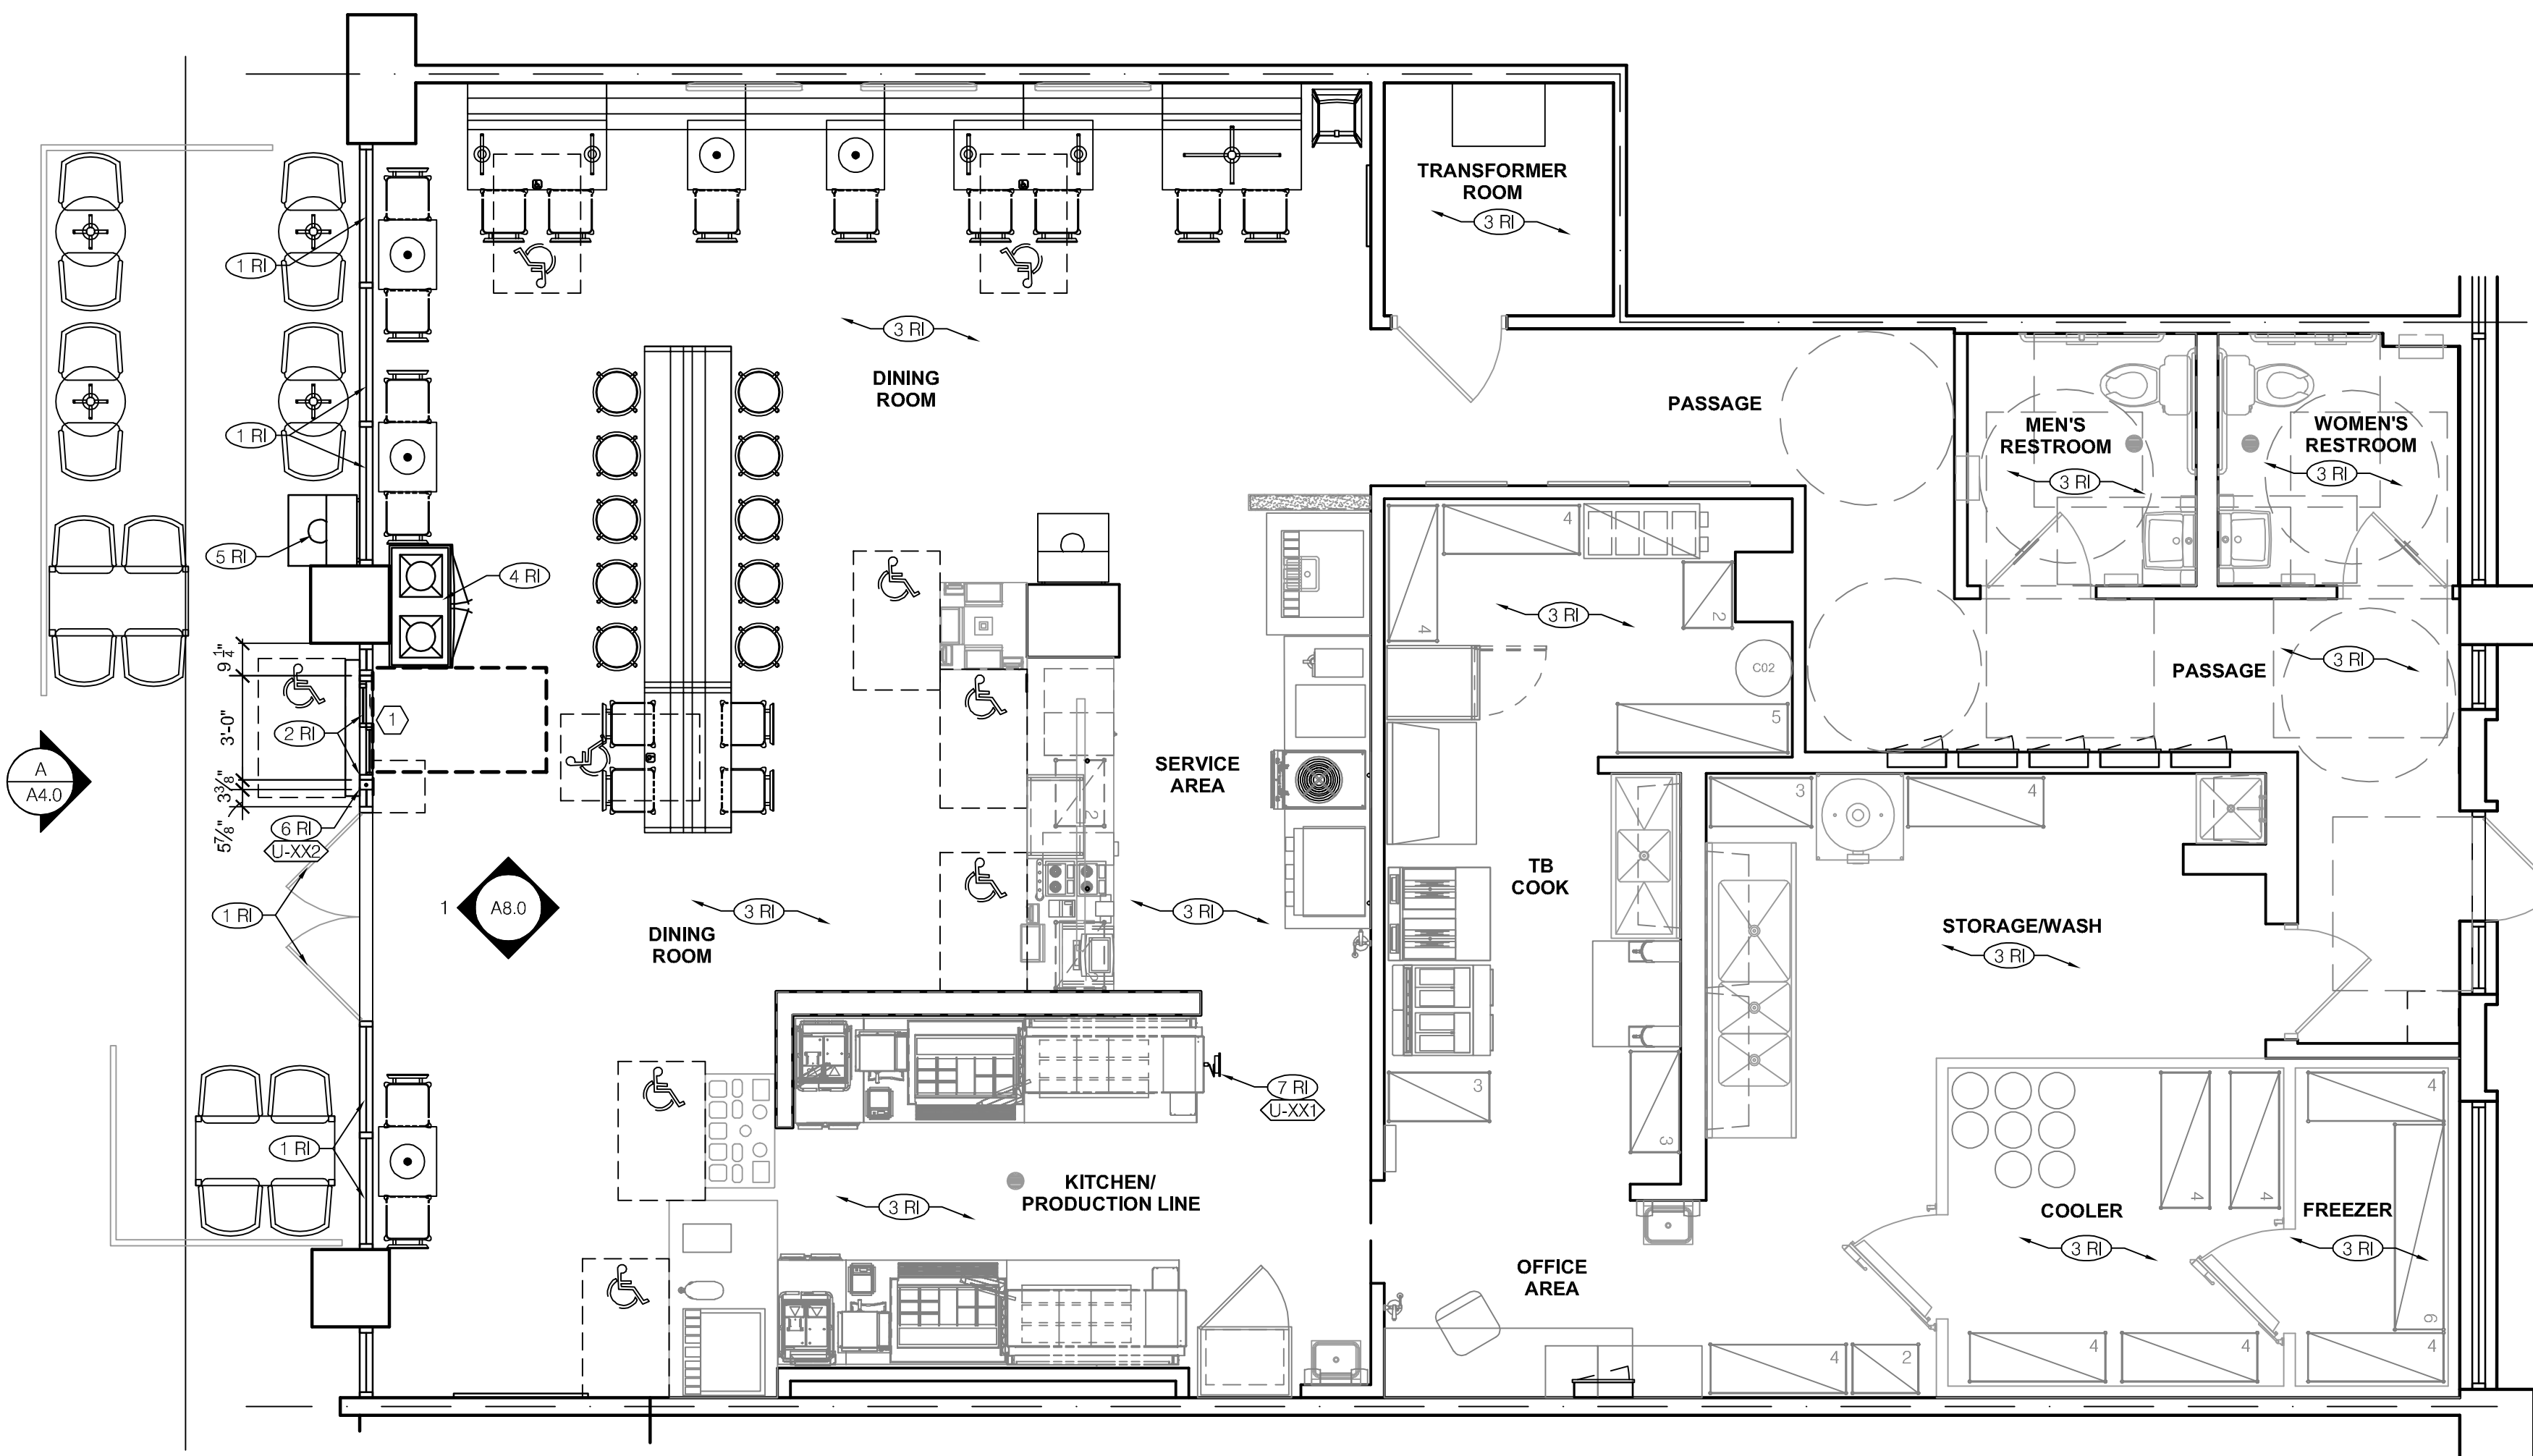 TRANSFORMER
ROOM
3 RI
1 RI
3 RI
DINING
ROOM
PASSAGE
MEN'S
RESTROOM
3 RI
WOMEN'S
RESTROOM
3 RI
1 RI
5 RI
4 RI
4
4
2
3 RI
C02
5
PASSAGE
3 RI
9 1/4"
3'-0"
3 3/8"
5 7/8"
2 RI
1
A
A4.0
6 RI
U-XX2
SERVICE
AREA
2
3
4
1 RI
1
A8.0
3 RI
DINING
ROOM
3 RI
TB
COOK
STORAGE/WASH
3 RI
7 RI
U-XX1
3
3
1 RI
KITCHEN/
PRODUCTION LINE
3 RI
4
4
4
COOLER
3 RI
FREEZER
3 RI
6
OFFICE
AREA
4
2
4
4
4